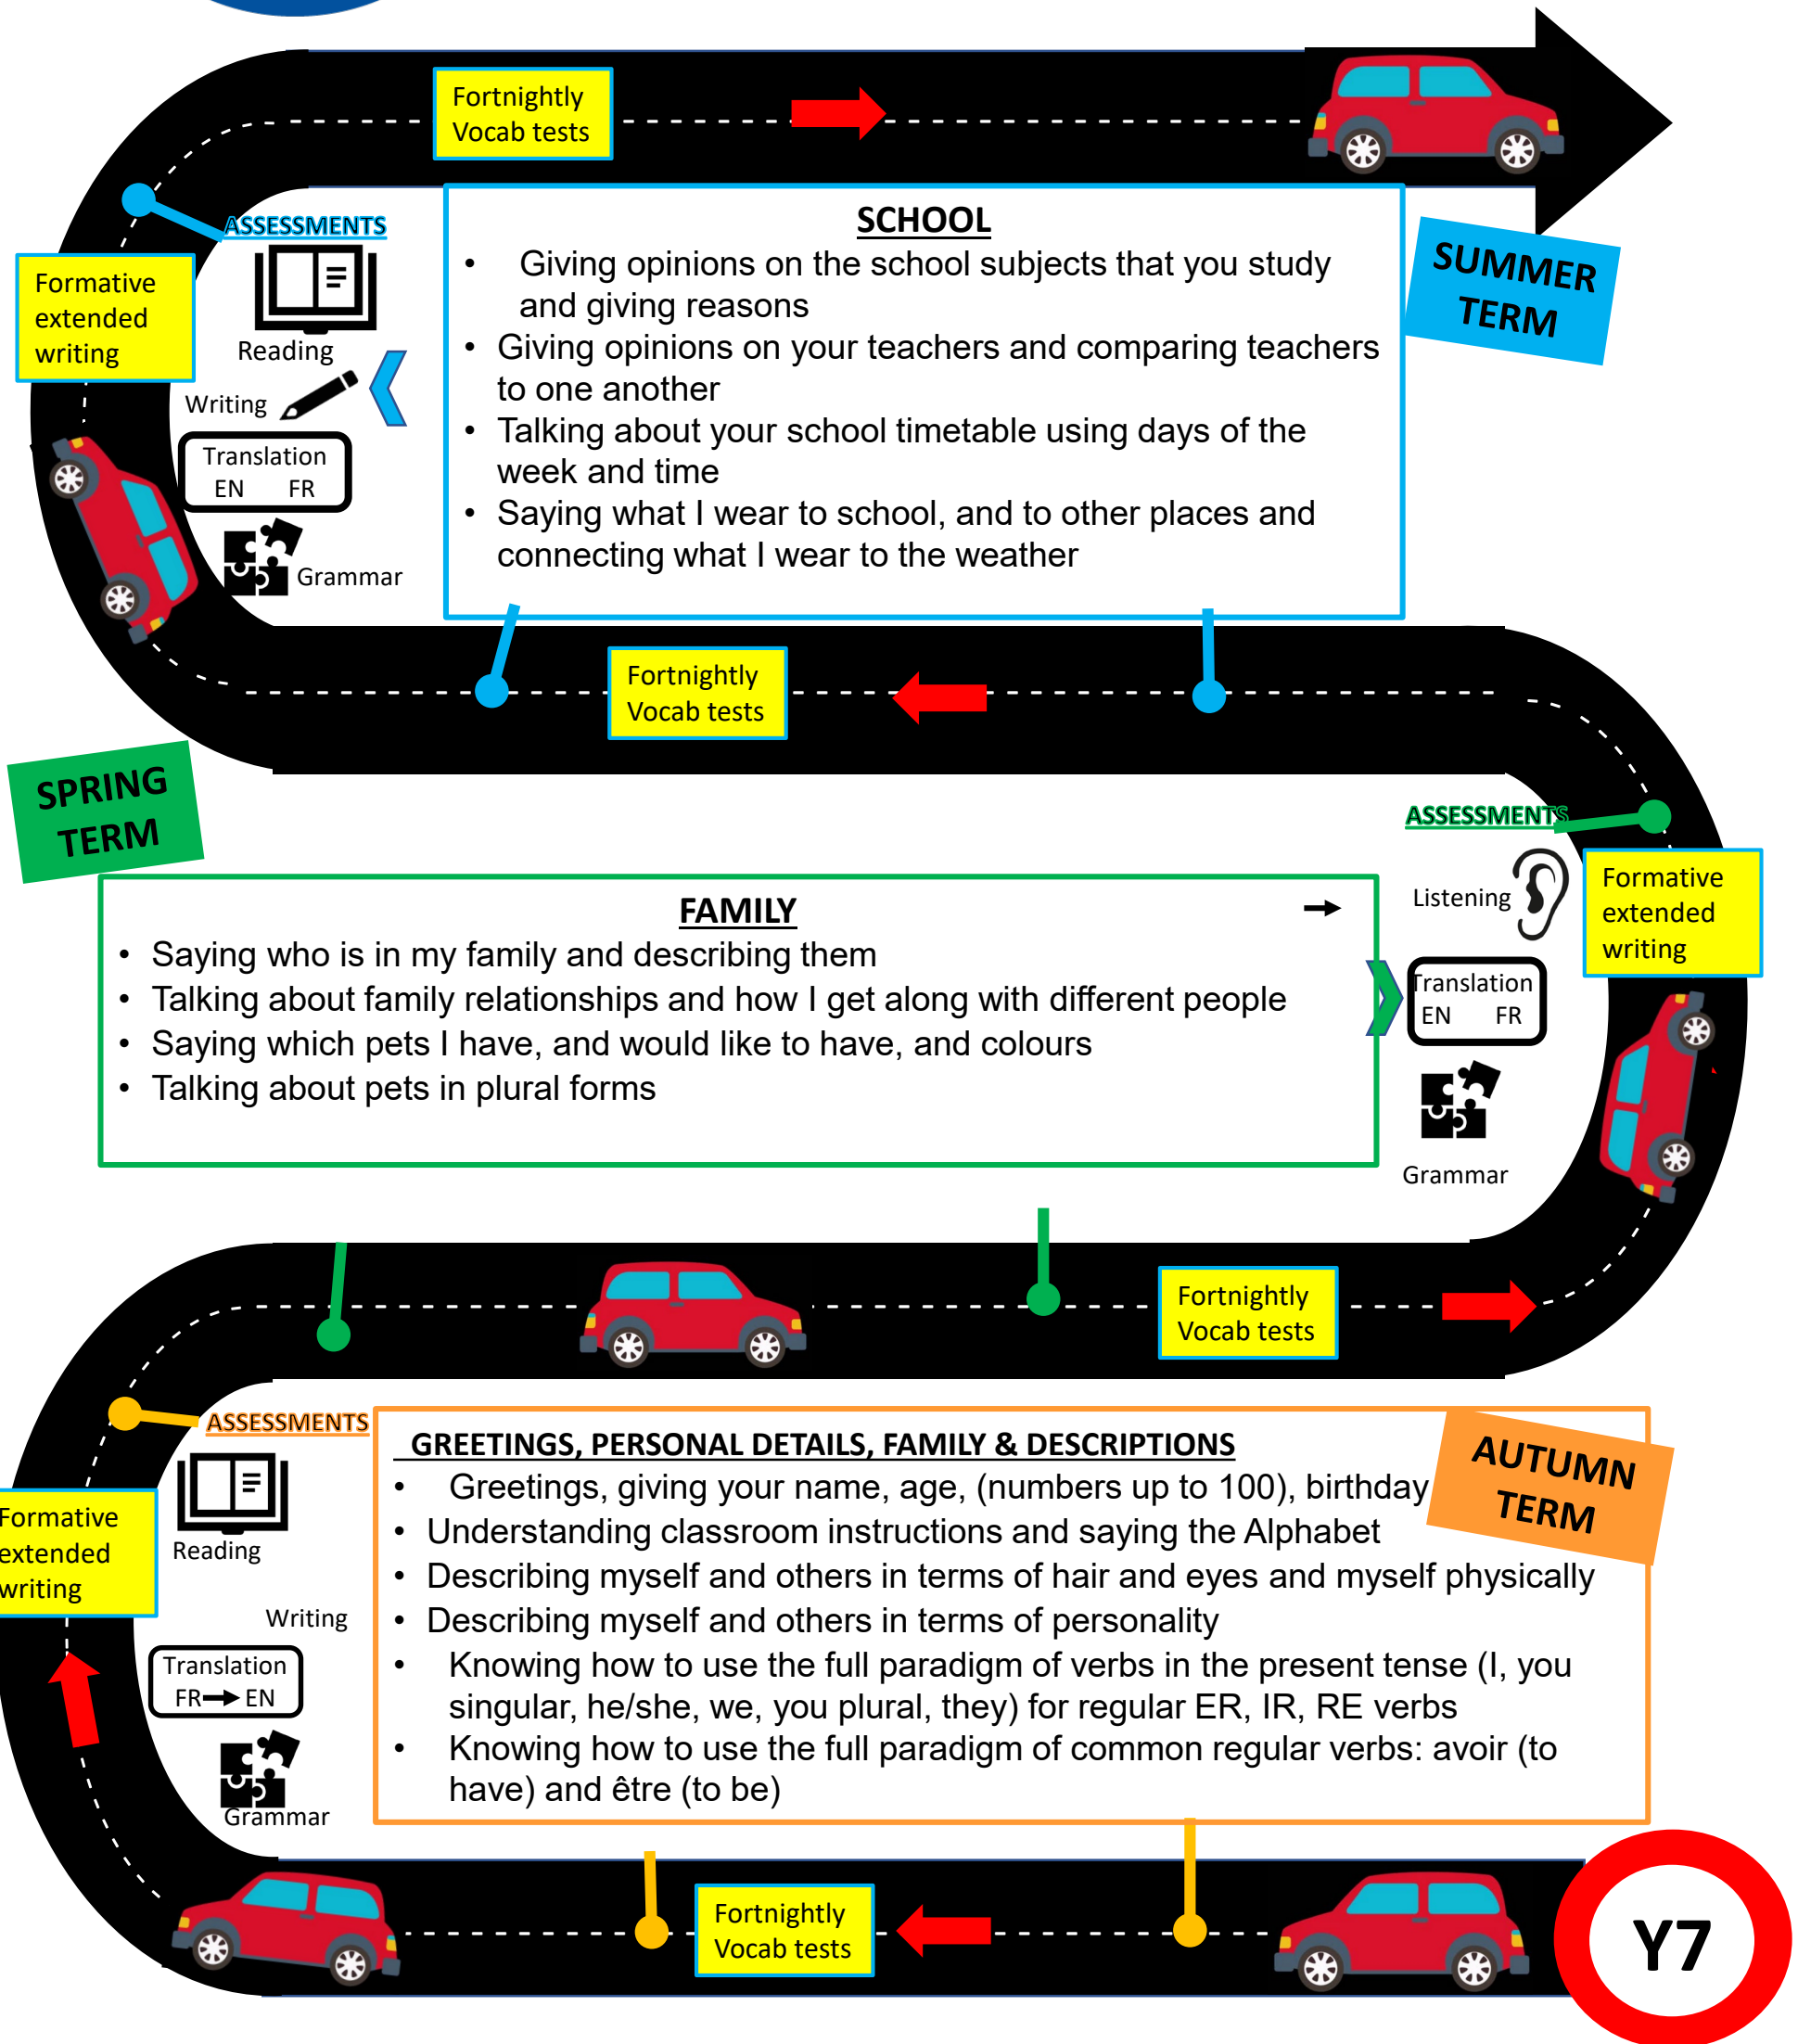 Fortnightly
Vocab tests
ASSESSMENTS
Formative
extended
writing
Reading
Writing
Translation
EN FR
Grammar
SCHOOL
• Giving opinions on the school subjects that you study
and giving reasons
• Giving opinions on your teachers and comparing teachers
to one another
• Talking about your school timetable using days of the
week and time
• Saying what I wear to school, and to other places and
connecting what I wear to the weather
SUMMER
TERM
Fortnightly
Vocab tests
SPRING
TERM
FAMILY
• Saying who is in my family and describing them
• Talking about family relationships and how I get along with different people
• Saying which pets I have, and would like to have, and colours
• Talking about pets in plural forms
ASSESSMENTS
Listening
Translation
EN FR
Grammar
Formative
extended
writing
Fortnightly
Vocab tests
ASSESSMENTS
Reading
Formative
extended
writing
Writing
Translation
FR → EN
Grammar
GREETINGS, PERSONAL DETAILS, FAMILY & DESCRIPTIONS
• Greetings, giving your name, age, (numbers up to 100), birthday
• Understanding classroom instructions and saying the Alphabet
• Describing myself and others in terms of hair and eyes and myself physically
• Describing myself and others in terms of personality
• Knowing how to use the full paradigm of verbs in the present tense (I, you
singular, he/she, we, you plural, they) for regular ER, IR, RE verbs
• Knowing how to use the full paradigm of common regular verbs: avoir (to
have) and être (to be)
AUTUMN
TERM
Fortnightly
Vocab tests
Y7